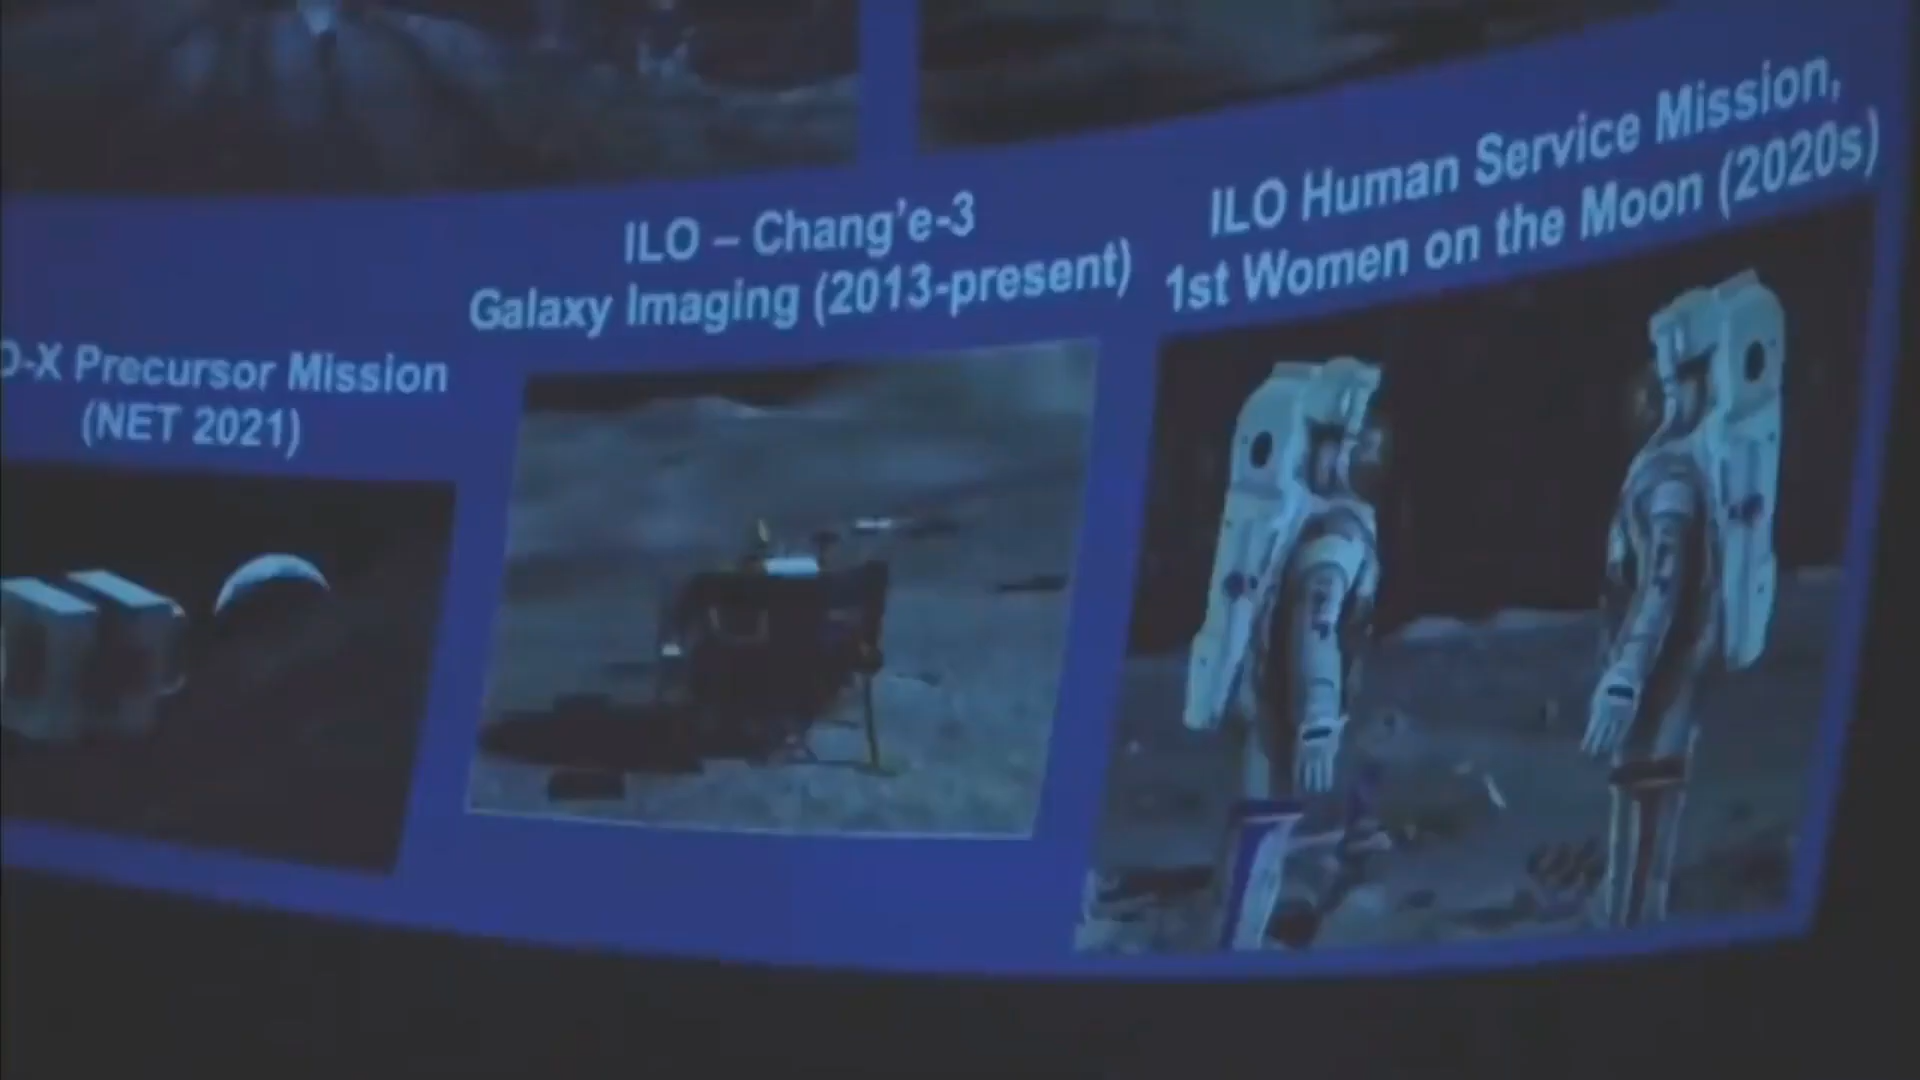 ILO – Chang’e-3
Galaxy Imaging (2013-present)
ILO Human Service Mission,
1st Women on the Moon (2020s)
-X Precursor Mission
(NET 2021)